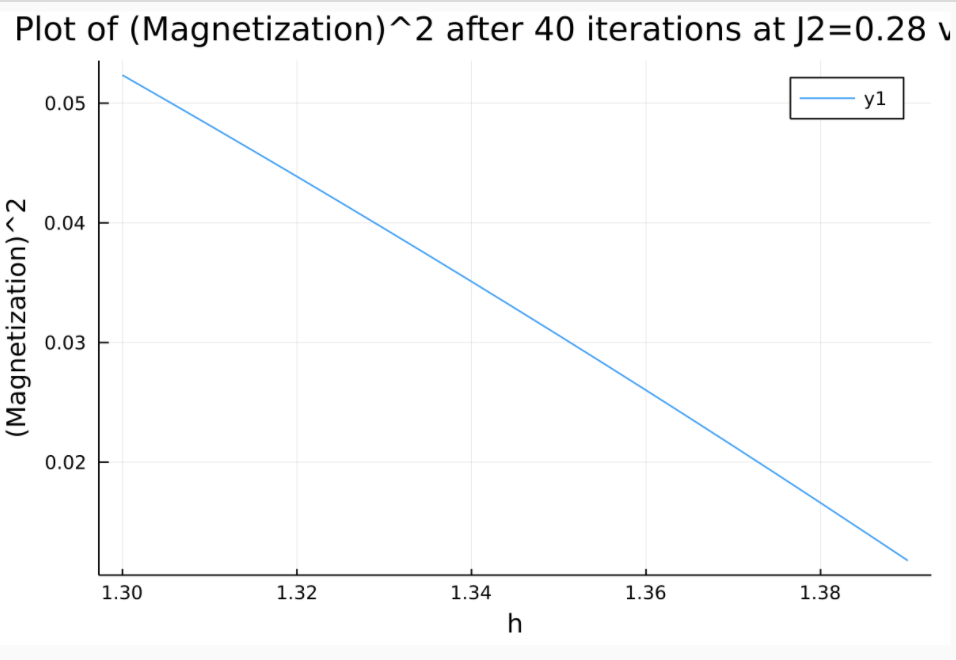 Plot of (Magnetization)^2 after 40 iterations at J2=0.28 v
y1
(Magnetization)^2
0.05
0.04
0.03
0.02
1.30 1.32 1.34 1.36 1.38
h